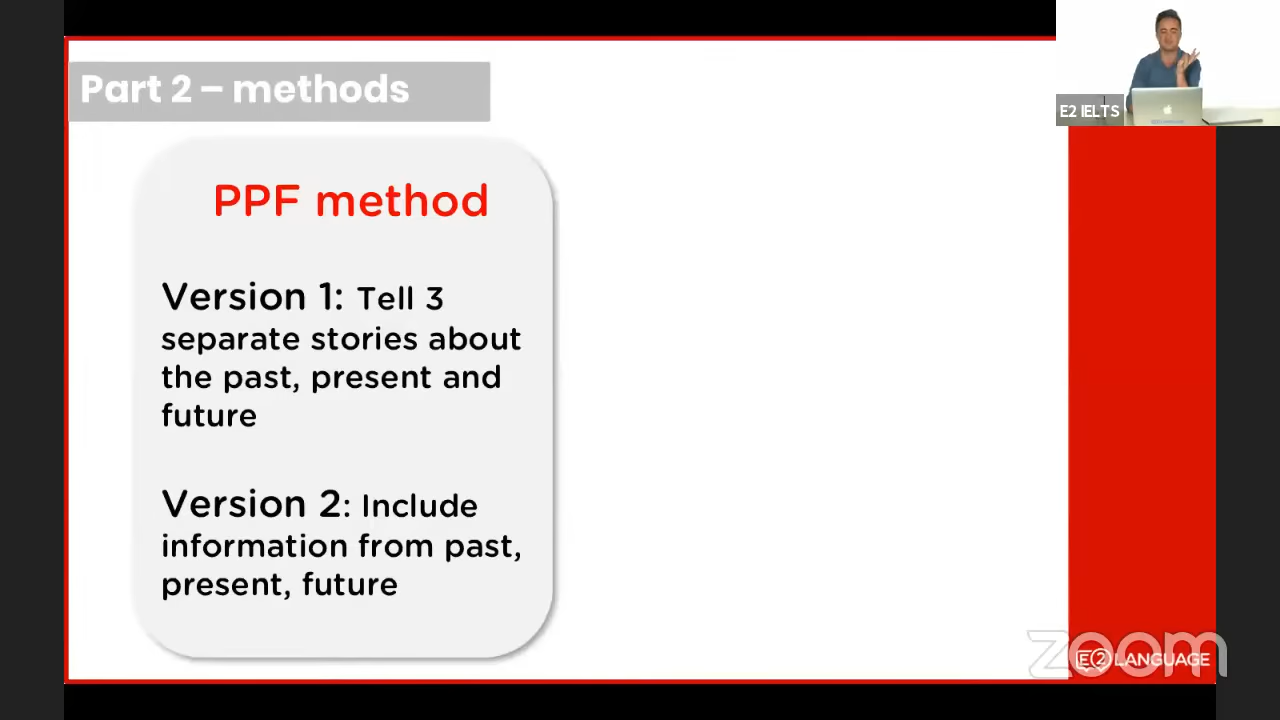 Part 2 – methods
E2 IELTS
PPF method
Version 1: Tell 3
separate stories about
the past, present and
future
Version 2: Include
information from past,
present, future
zoom
E2 LANGUAGE